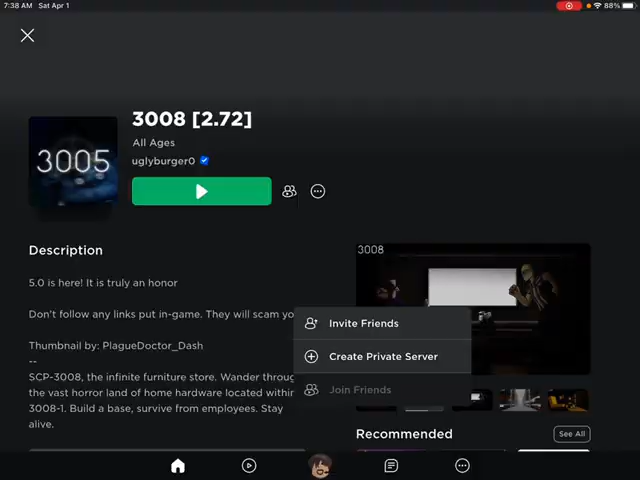 7:38 AM Sat Apr 1
88%
3008 [2.72]
All Ages
uglyburger0
3005
Description
5.0 is here! It is truly an honor
Don't follow any links put in-game. They will scam yo
Thumbnail by: PlagueDoctor_Dash
--
SCP-3008, the infinite furniture store. Wander throug
the vast horror land of home hardware located within
3008-1. Build a base, survive from employees. Stay
alive.
3008
Invite Friends
Create Private Server
Join Friends
Recommended
See All